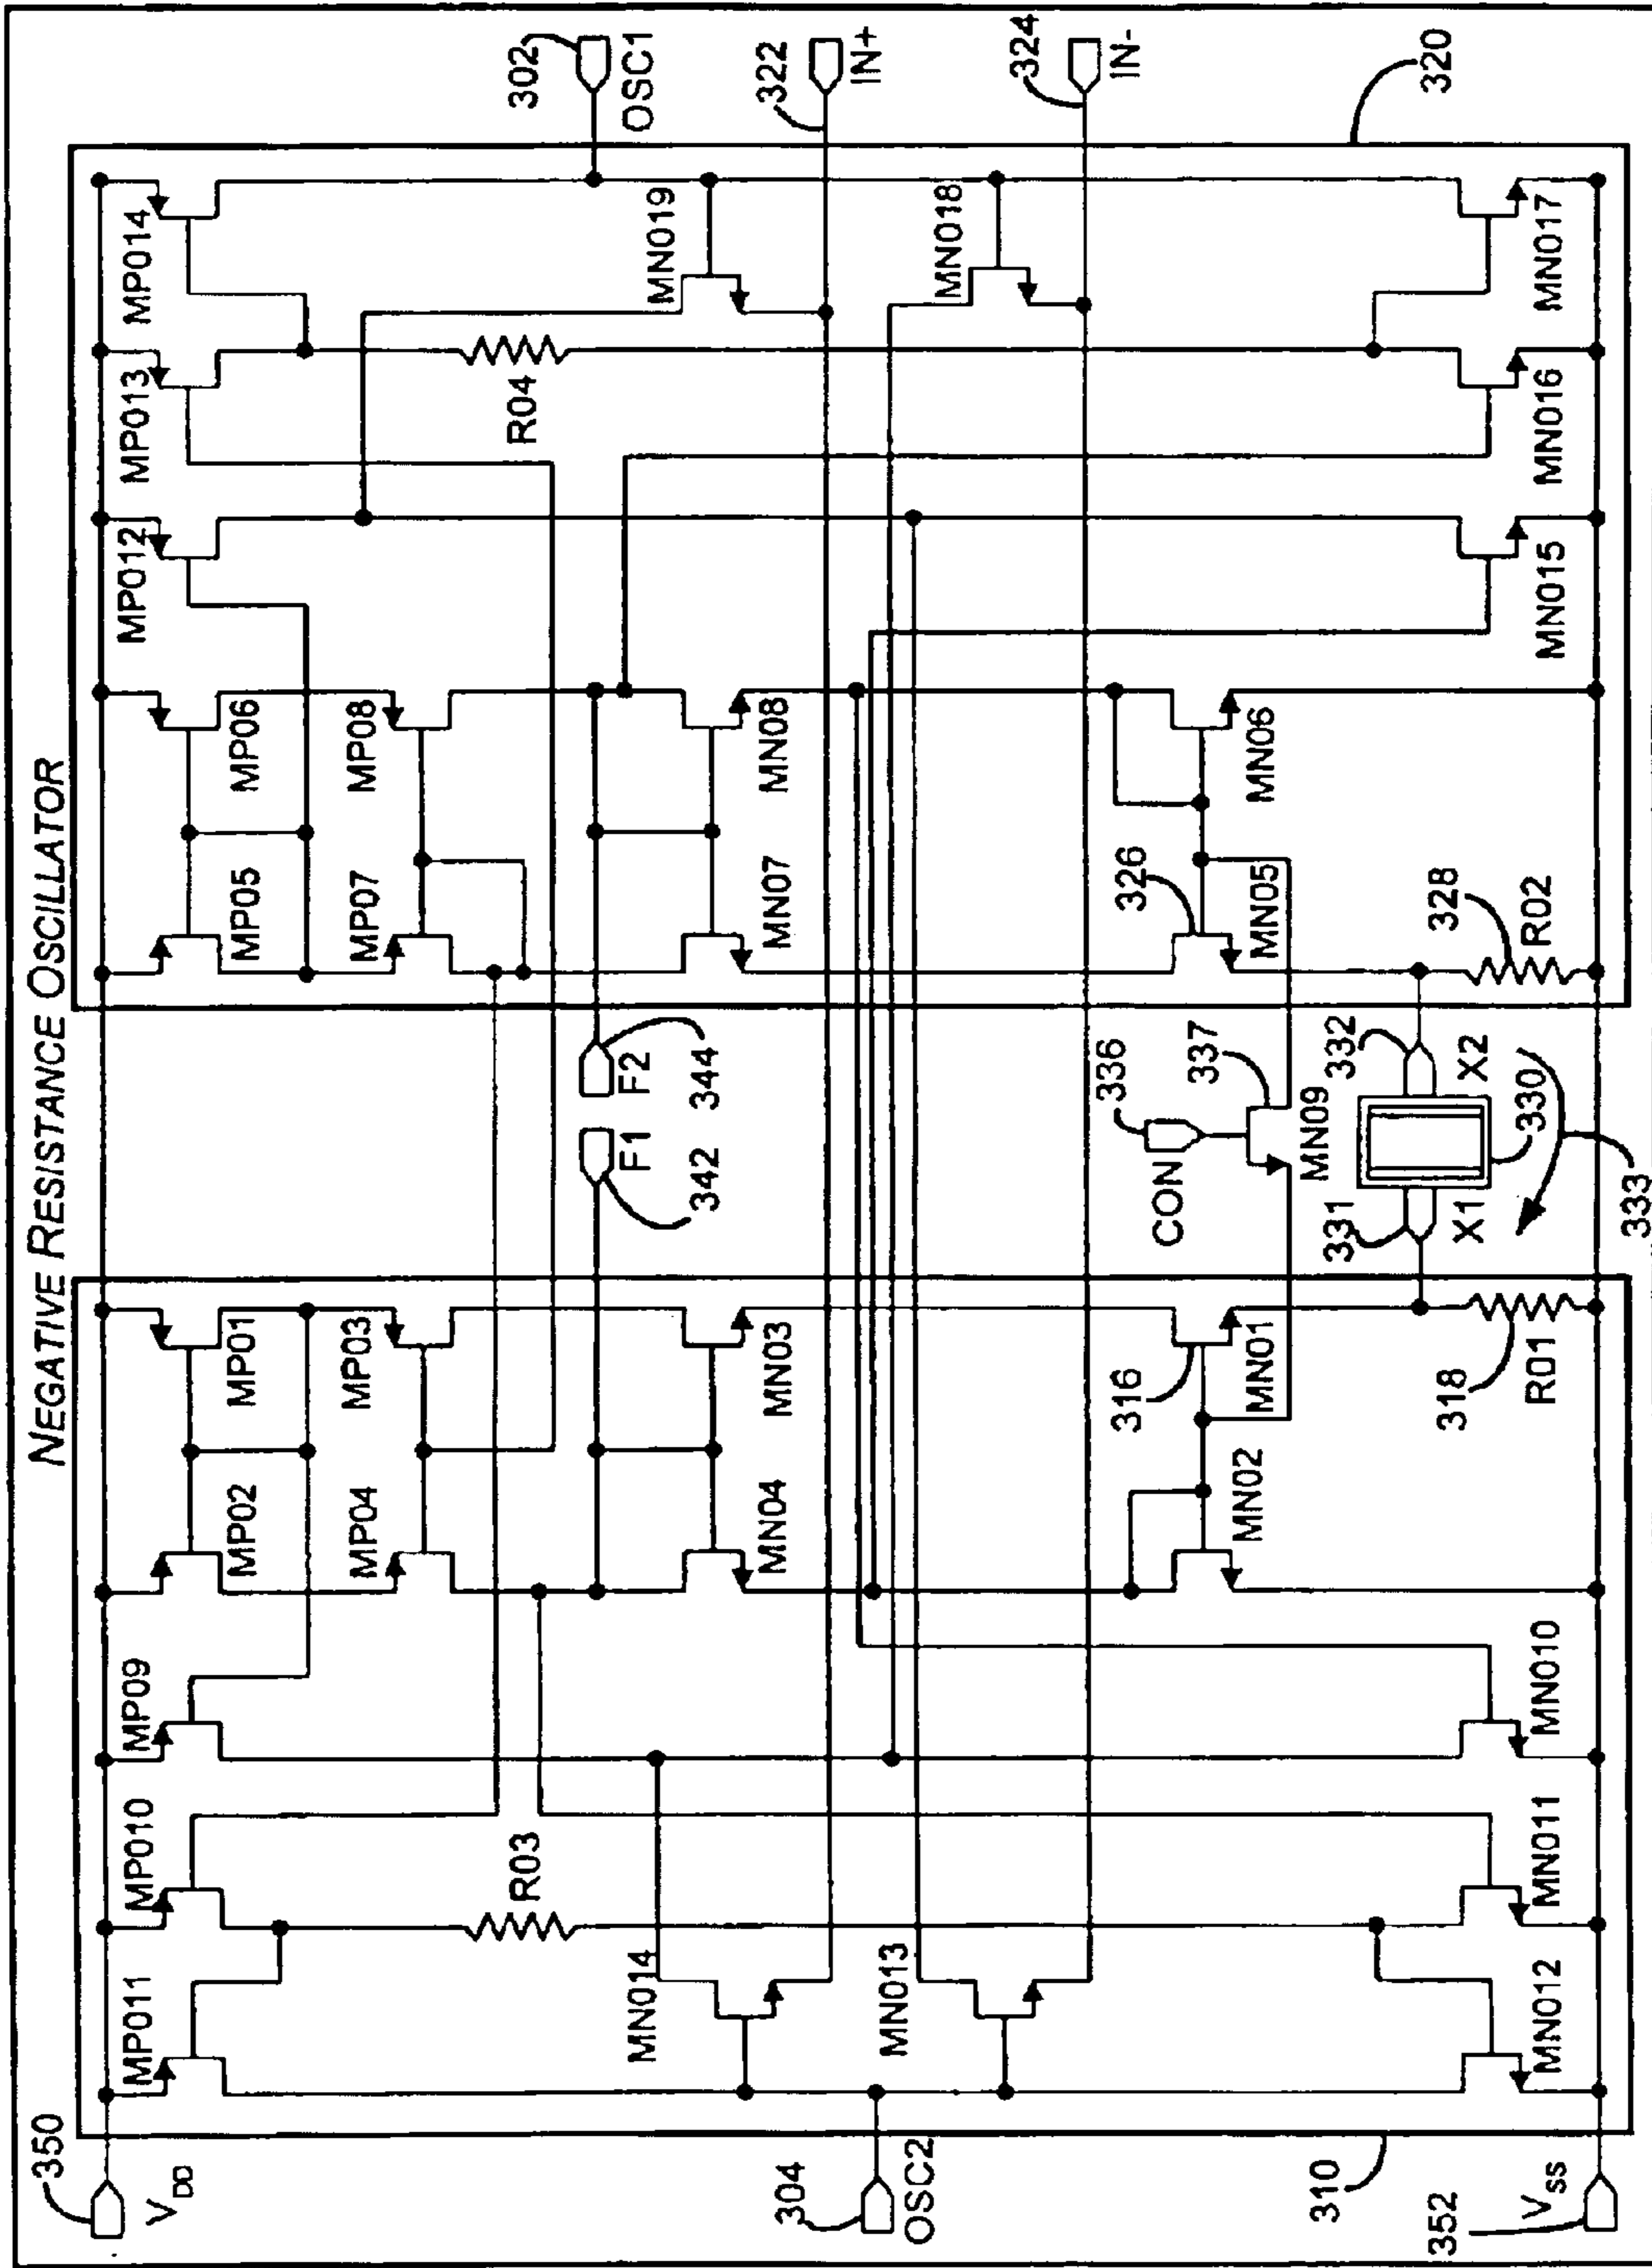 NEGATIVE RESISTANCE OSCILLATOR
350
V_DD
MP011
MP010
MP09
MP02
MP01
MP05
MP06
MP012
MP013
MP014
302
OSC1
MP04
MP03
MP07
MP08
R03
F1
F2
342
344
R04
MN019
322
IN+
MN014
MN04
MN03
MN07
MN08
304
OSC2
MN013
MN018
324
IN-
316
CON
336
326
337
MN02
MN01
MN09
MN05
MN06
331
332
318
328
X1
X2
R01
R02
330
333
MN012
MN011
MN010
MN015
MN016
MN017
310
320
352
V_SS